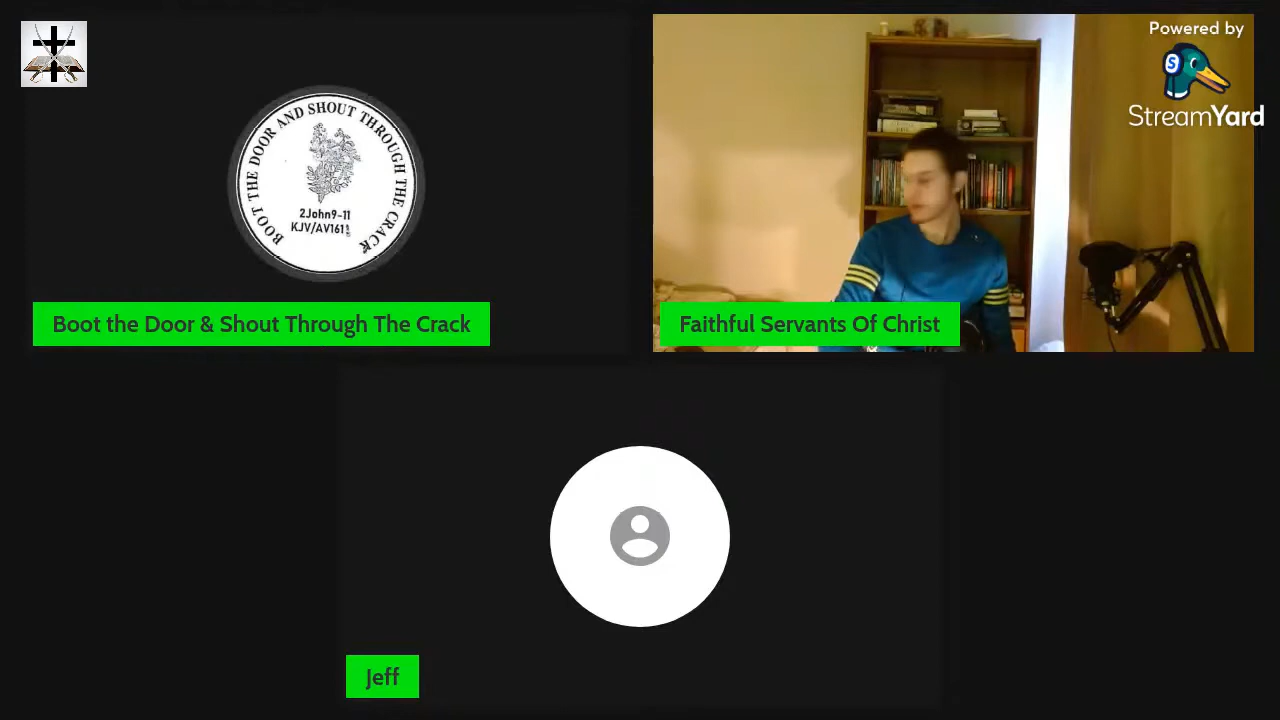 BOOT THE DOOR AND SHOUT THROUGH THE CRACK
2John9-11
KJV/AV1611
Boot the Door & Shout Through The Crack
Powered by
S
StreamYard
Faithful Servants Of Christ
Jeff